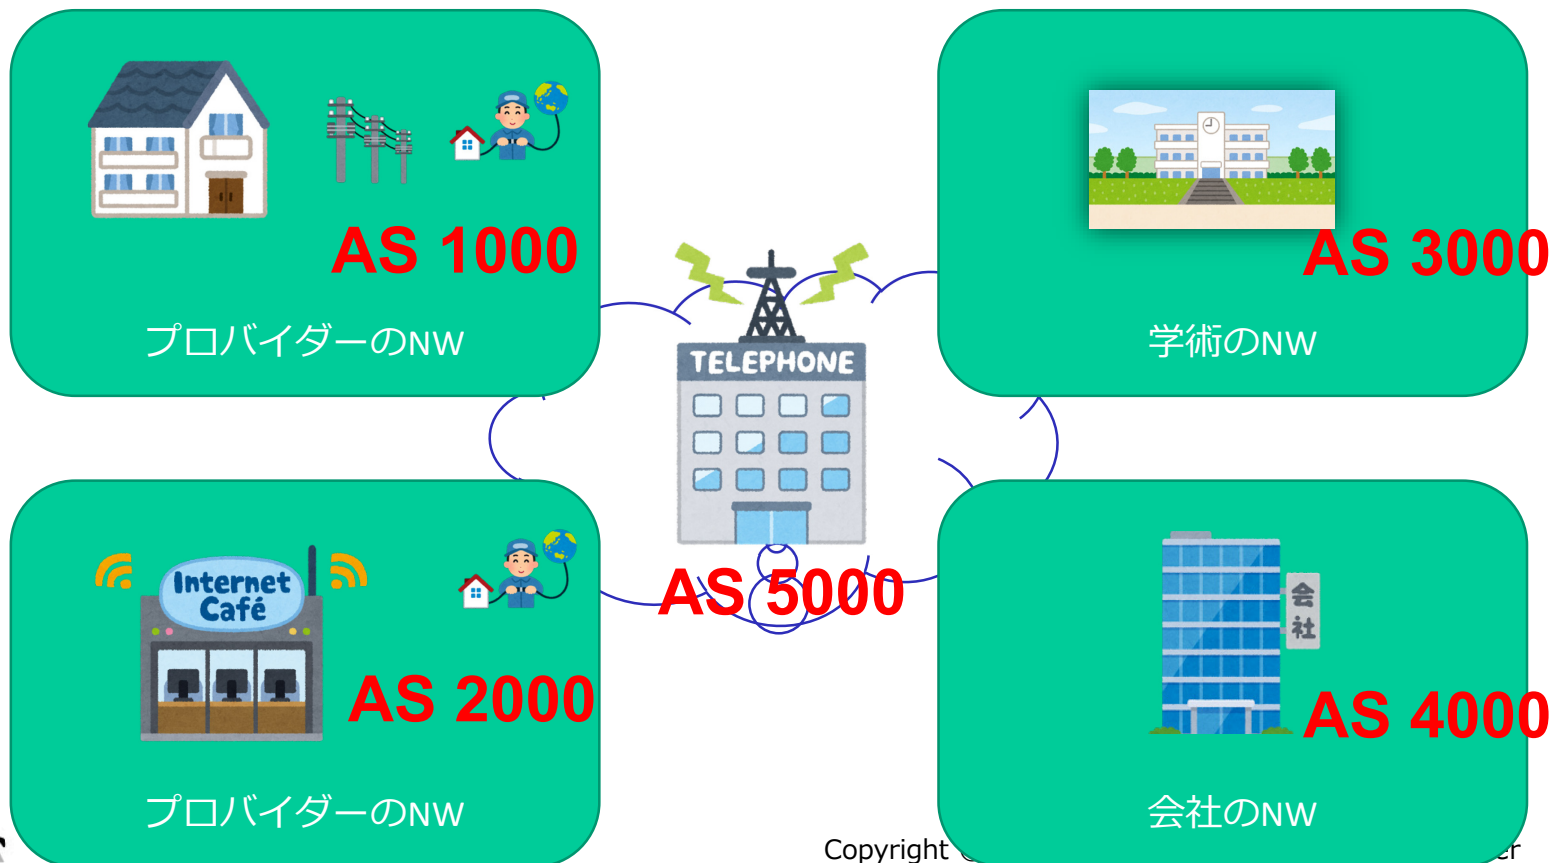 AS 1000
プロバイダーのNW
AS 3000
学術のNW
TELEPHONE
AS 5000
Internet
Café
AS 2000
プロバイダーのNW
会
社
AS 4000
会社のNW
Copyright